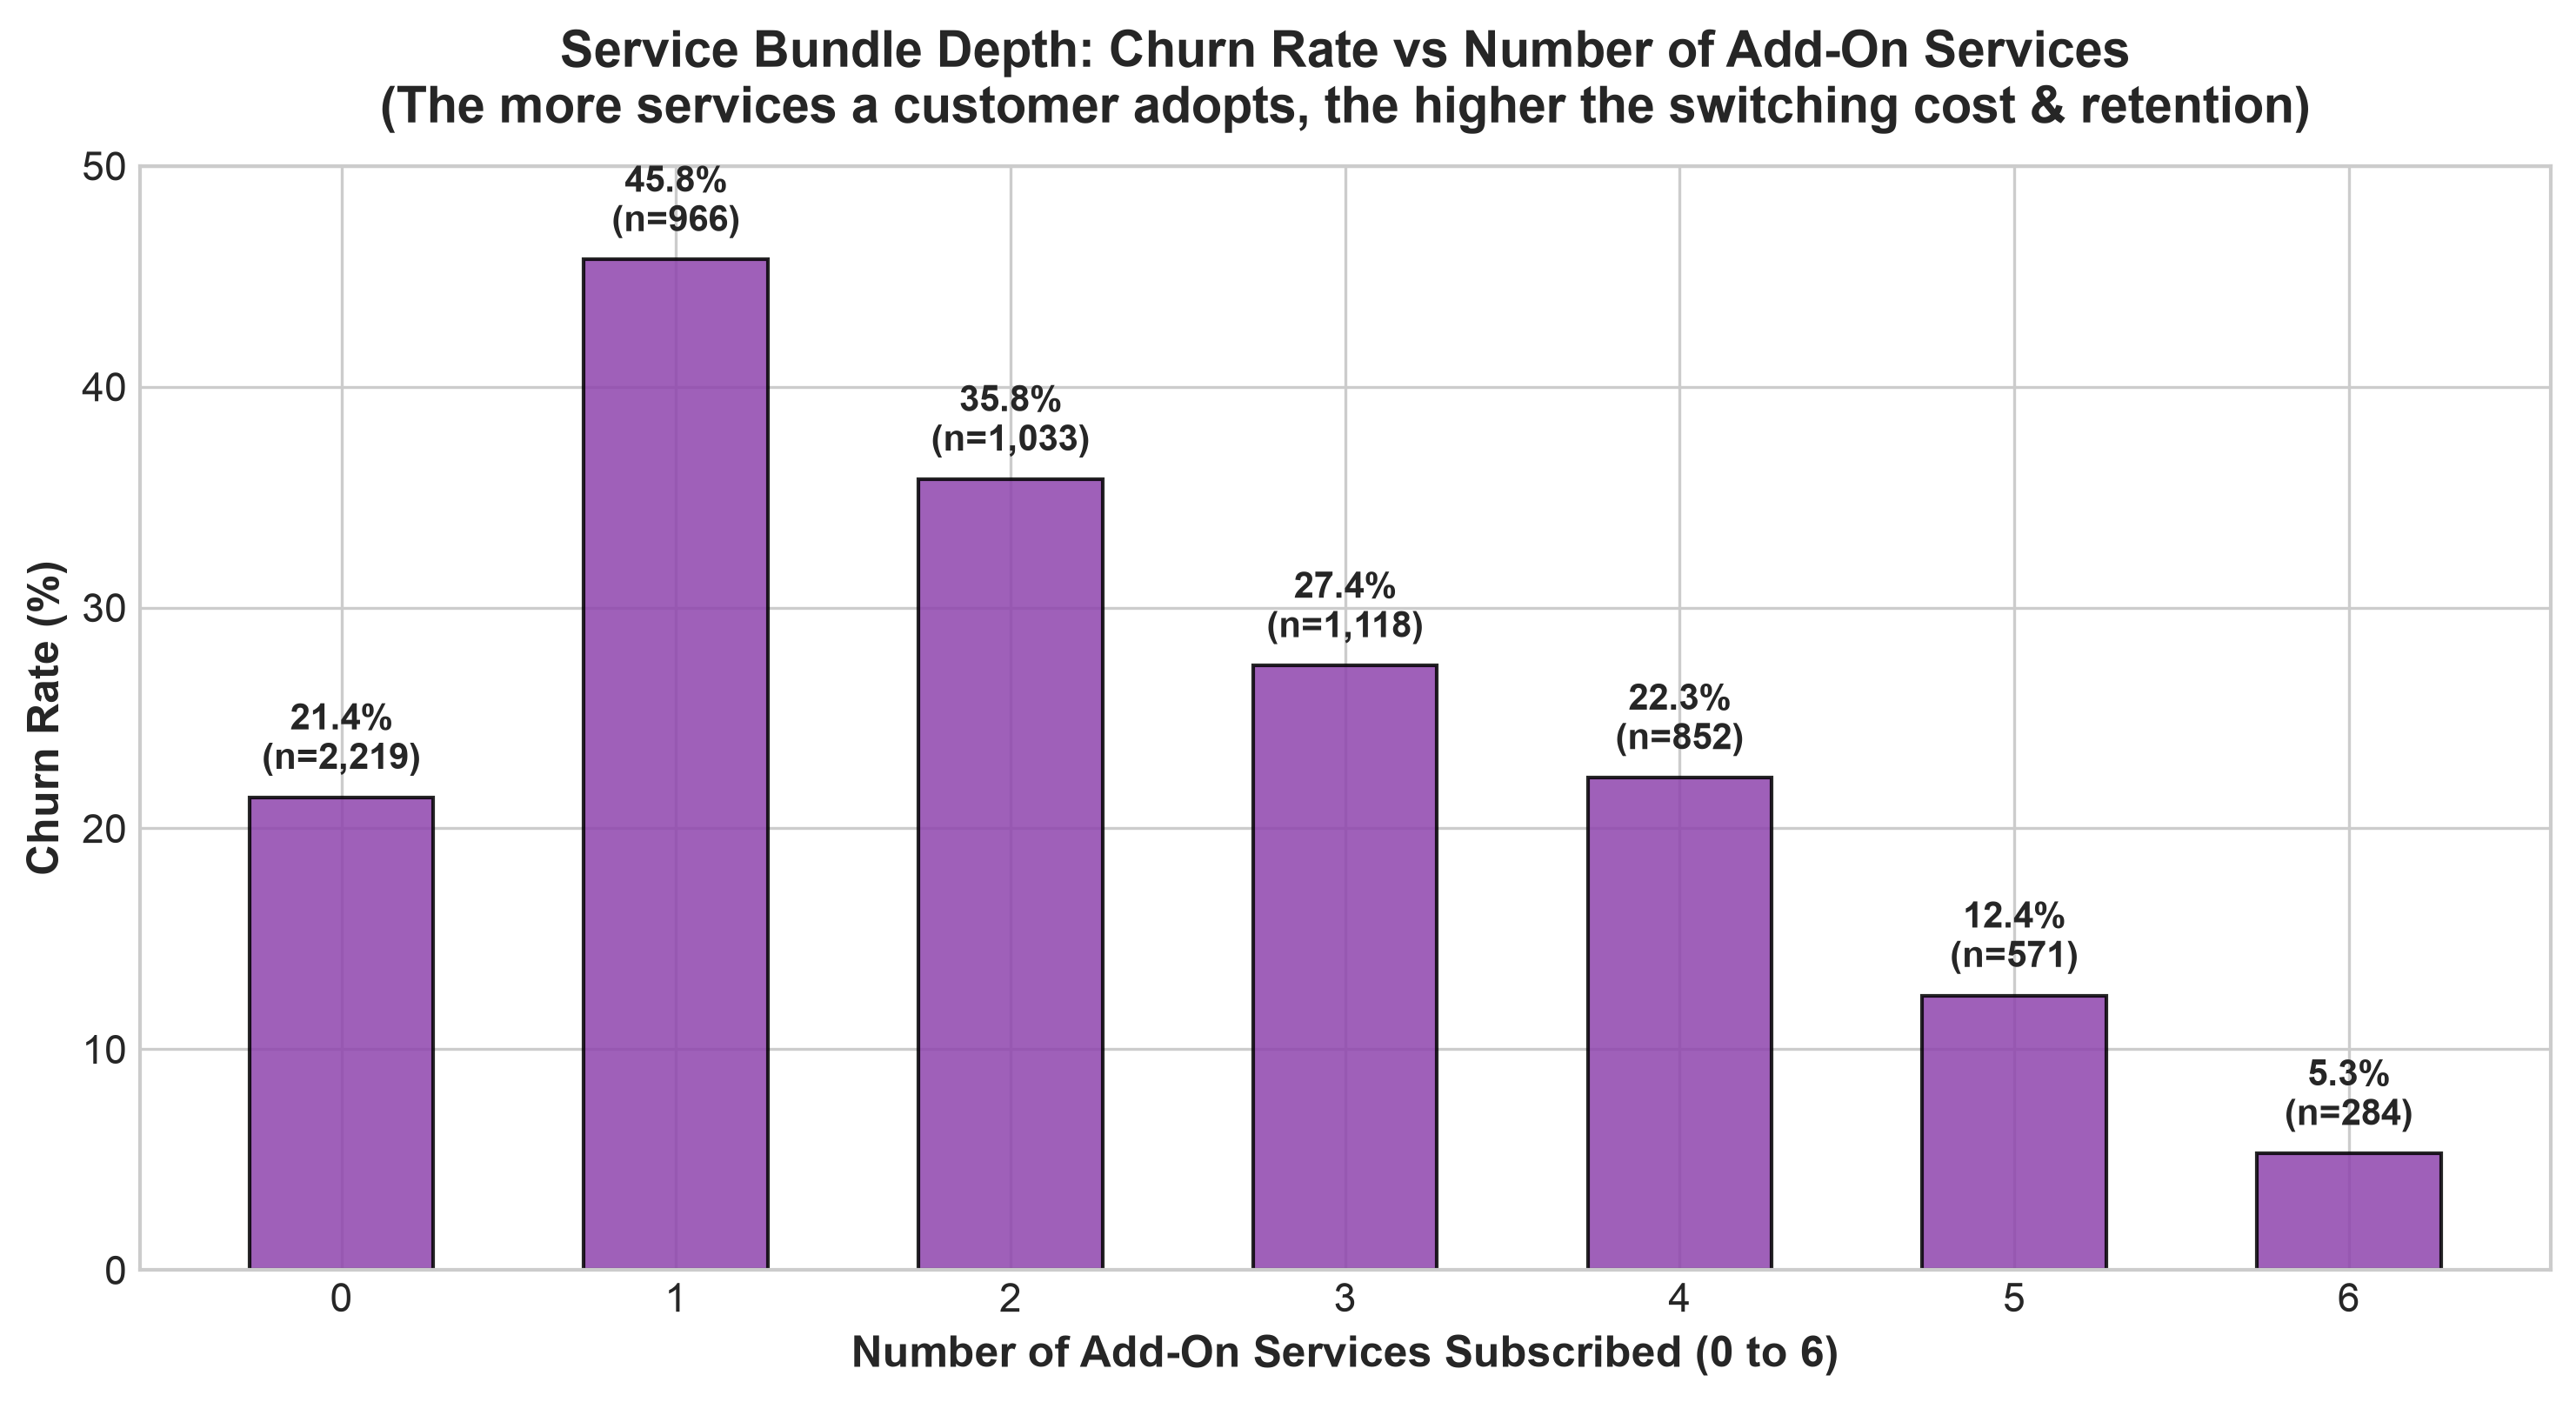 Service Bundle Depth: Churn Rate vs Number of Add-On Services
(The more services a customer adopts, the higher the switching cost & retention)
Churn Rate (%)
50
40
30
20
10
0
21.4%
(n=2,219)
45.8%
(n=966)
35.8%
(n=1,033)
27.4%
(n=1,118)
22.3%
(n=852)
12.4%
(n=571)
5.3%
(n=284)
0 1 2 3 4 5 6
Number of Add-On Services Subscribed (0 to 6)